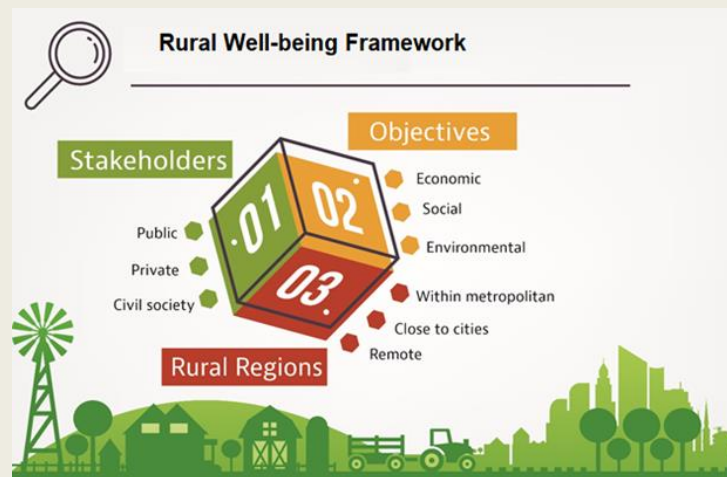 Rural Well-being Framework
Stakeholders
Public
Private
Civil society
01
Objectives
02
Economic
Social
Environmental
03
Within metropolitan
Close to cities
Remote
Rural Regions